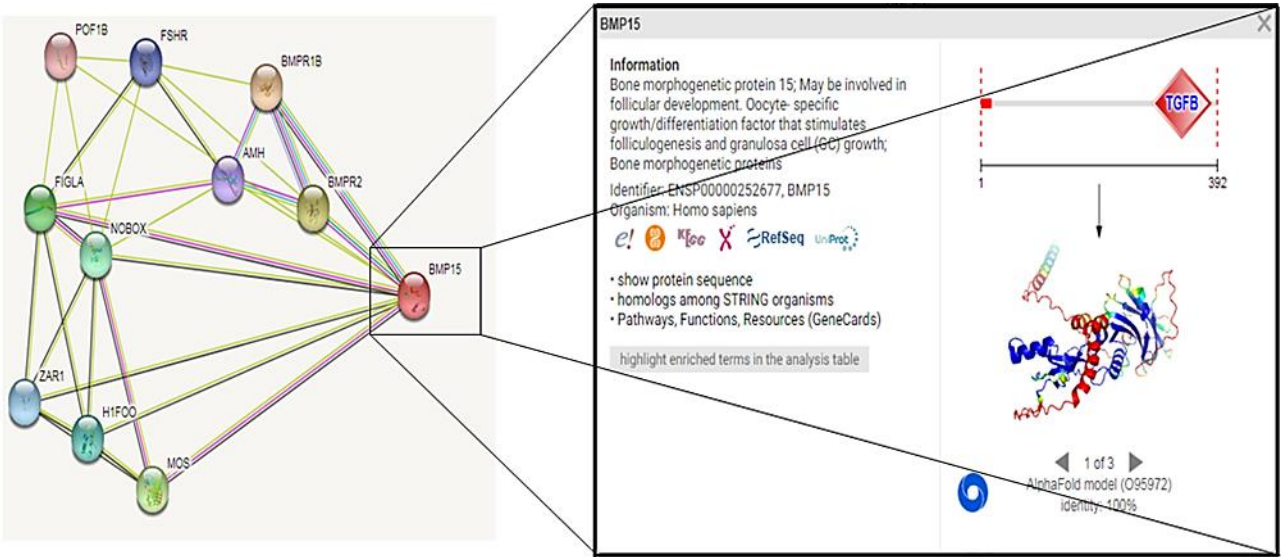 POF1B
FSHR
BMPR1B
AMH
BMPR2
FIGLA
NOBOX
BMP15
ZAR1
H1FOO
MOS
BMP15
X
Information
Bone morphogenetic protein 15; May be involved in
follicular development. Oocyte- specific
growth/differentiation factor that stimulates
folliculogenesis and granulosa cell (GC) growth;
Bone morphogenetic proteins
Identifier: ENSP00000252677, BMP15
Organism: Homo sapiens
e! KEGG X RefSeq UniProt
• show protein sequence
• homologs among STRING organisms
• Pathways, Functions, Resources (GeneCards)
highlight enriched terms in the analysis table
TGFB
1 392
1 of 3
AlphaFold model (O95972)
identity: 100%